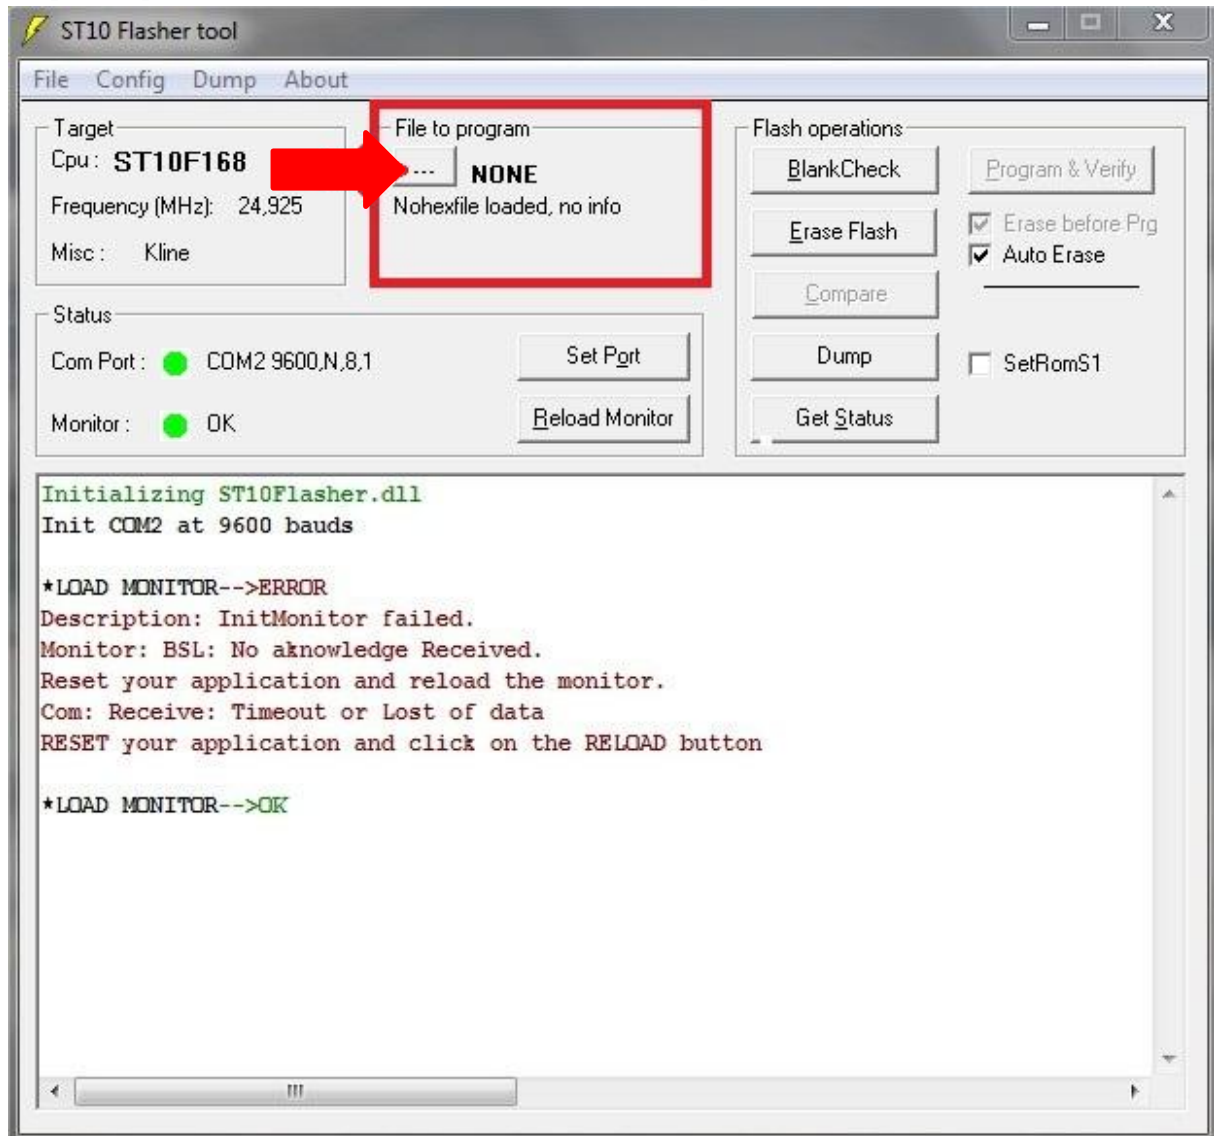 ST10 Flasher tool
File Config Dump About
Target
Cpu : ST10F168
Frequency (MHz): 24,925
Misc : Kline
File to program
... NONE
Nohexfile loaded, no info
Flash operations
BlankCheck
Program & Verify
Erase Flash
Erase before Prg
Auto Erase
Compare
Dump
SetRomS1
Get Status
Status
Com Port : COM2 9600,N,8,1
Set Port
Monitor : OK
Reload Monitor
Initializing ST10Flasher.dll
Init COM2 at 9600 bauds
*LOAD MONITOR-->ERROR
Description: InitMonitor failed.
Monitor: BSL: No aknowledge Received.
Reset your application and reload the monitor.
Com: Receive: Timeout or Lost of data
RESET your application and click on the RELOAD button
*LOAD MONITOR-->OK